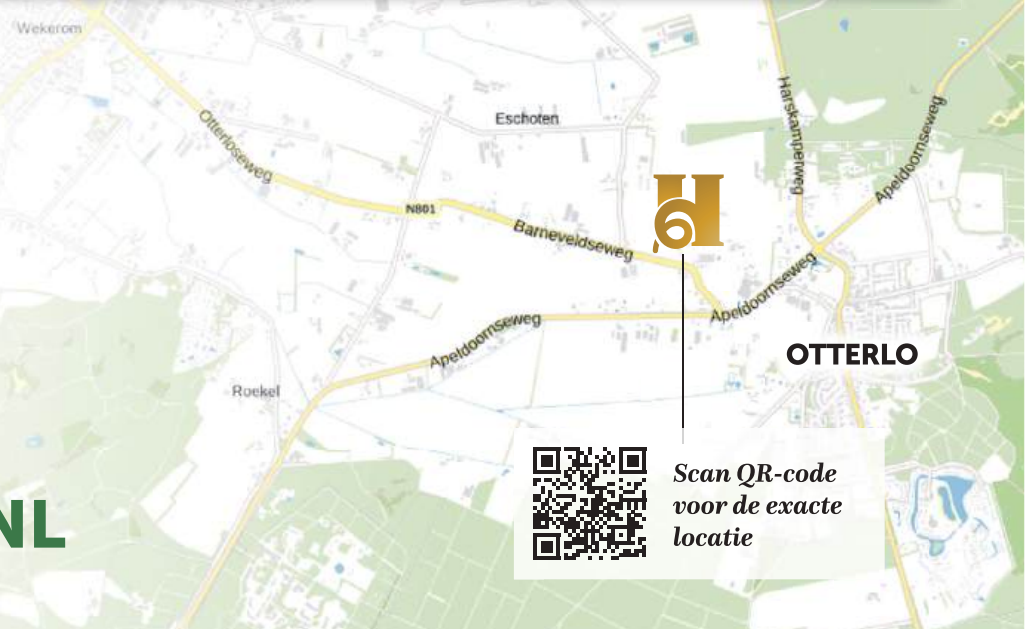 Wekerom
Otterloseweg
Eschoten
Harskamperweg
Apeldoornseweg
N801
H6
Barneveldseweg
Apeldoornseweg
Apeldoornseweg
OTTERLO
Roekel
Scan QR-code
voor de exacte
locatie
NL